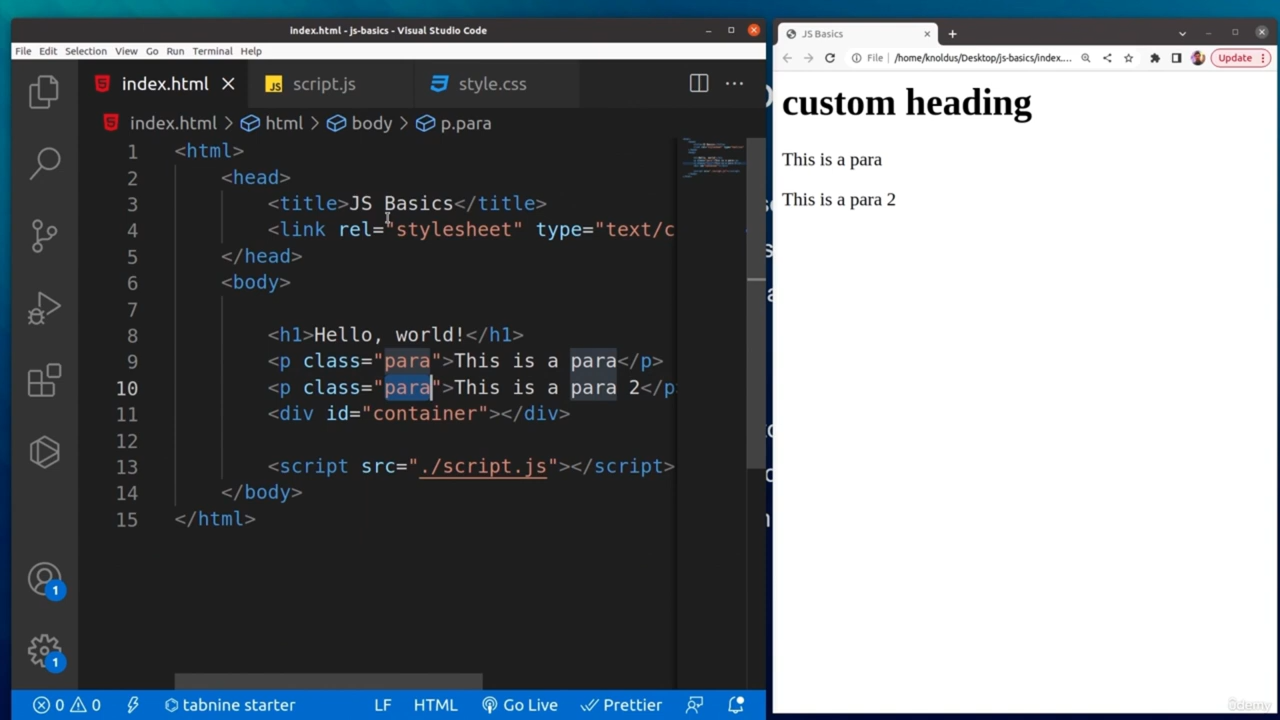 index.html - js-basics - Visual Studio Code
File Edit Selection View Go Run Terminal Help
index.html
script.js
style.css
index.html > html > body > p.para
1 <html>
2 <head>
3 <title>JS Basics</title>
4 <link rel="stylesheet" type="text/c
5 </head>
6 <body>
7
8 <h1>Hello, world!</h1>
9 <p class="para">This is a para</p>
10 <p class="para">This is a para 2</p
11 <div id="container"></div>
12
13 <script src="./script.js"></script>
14 </body>
15 </html>
1
1
0 0 tabnine starter LF HTML Go Live Prettier
JS Basics
File /home/knoldus/Desktop/js-basics/index.... Update
custom heading
This is a para
This is a para 2
ûdemy